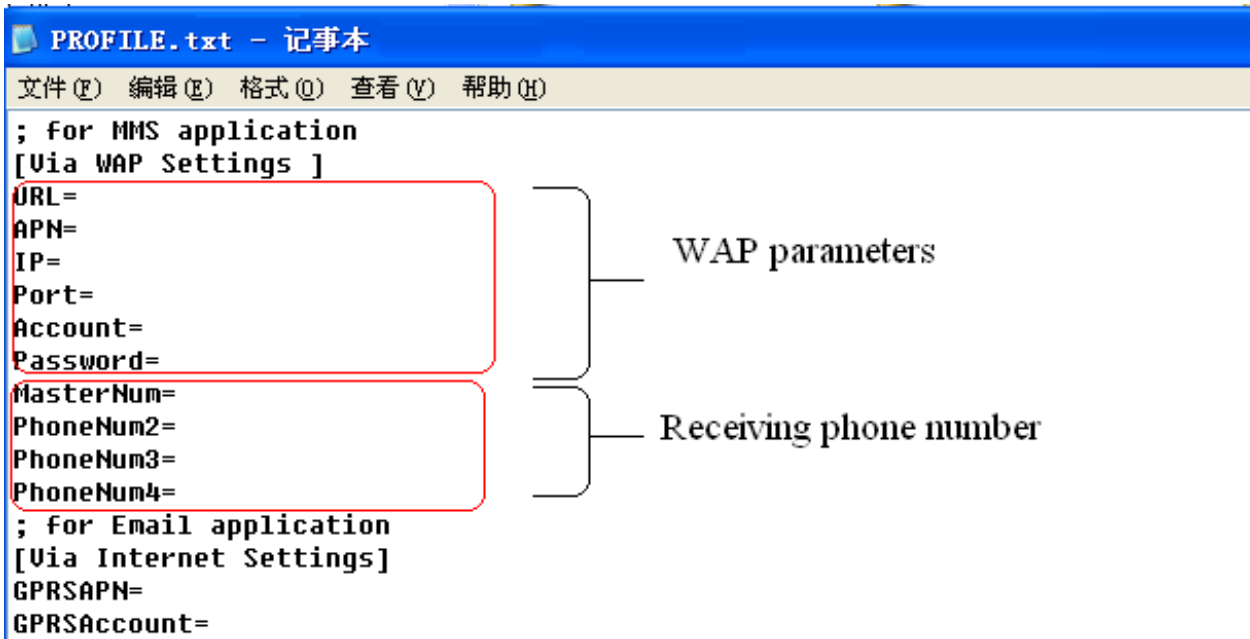 PROFILE.txt - 记事本
文件(F) 编辑(E) 格式(O) 查看(V) 帮助(H)
; for MMS application
[Via WAP Settings ]
URL=
APN=
IP=
Port=
Account=
Password=
WAP parameters
MasterNum=
PhoneNum2=
PhoneNum3=
PhoneNum4=
Receiving phone number
; for Email application
[Via Internet Settings]
GPRSAPN=
GPRSAccount=